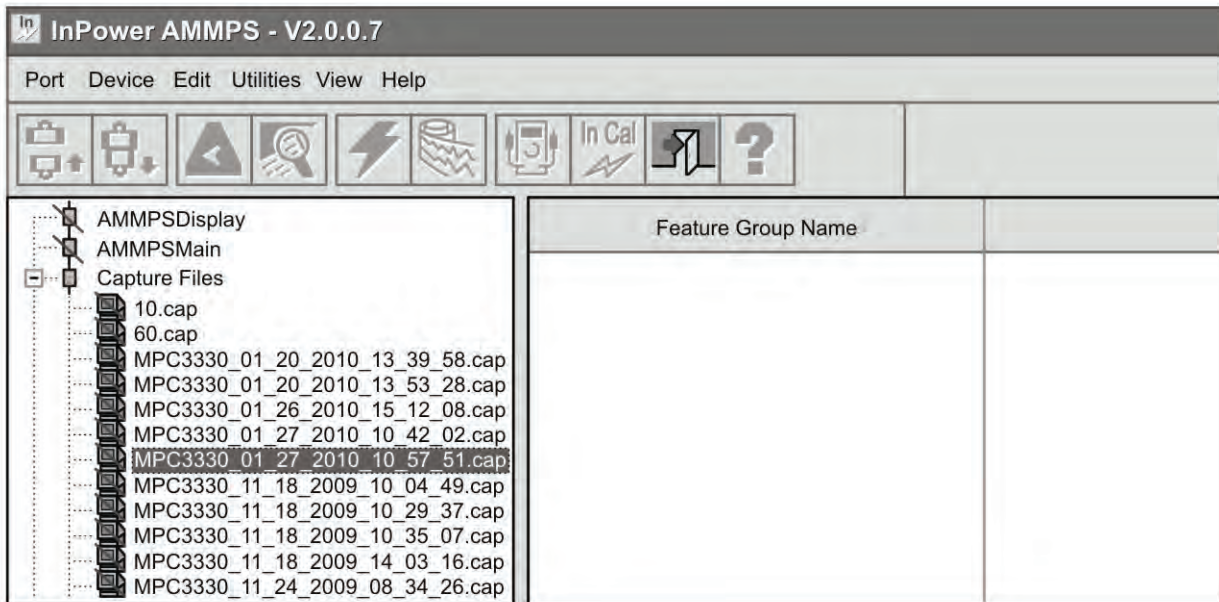 In
InPower AMMPS - V2.0.0.7
Port Device Edit Utilities View Help
In Cal
?
AMMPSDisplay
AMMPSMain
Capture Files
10.cap
60.cap
MPC3330_01_20_2010_13_39_58.cap
MPC3330_01_20_2010_13_53_28.cap
MPC3330_01_26_2010_15_12_08.cap
MPC3330_01_27_2010_10_42_02.cap
MPC3330_01_27_2010_10_57_51.cap
MPC3330_11_18_2009_10_04_49.cap
MPC3330_11_18_2009_10_29_37.cap
MPC3330_11_18_2009_10_35_07.cap
MPC3330_11_18_2009_14_03_16.cap
MPC3330_11_24_2009_08_34_26.cap
Feature Group Name